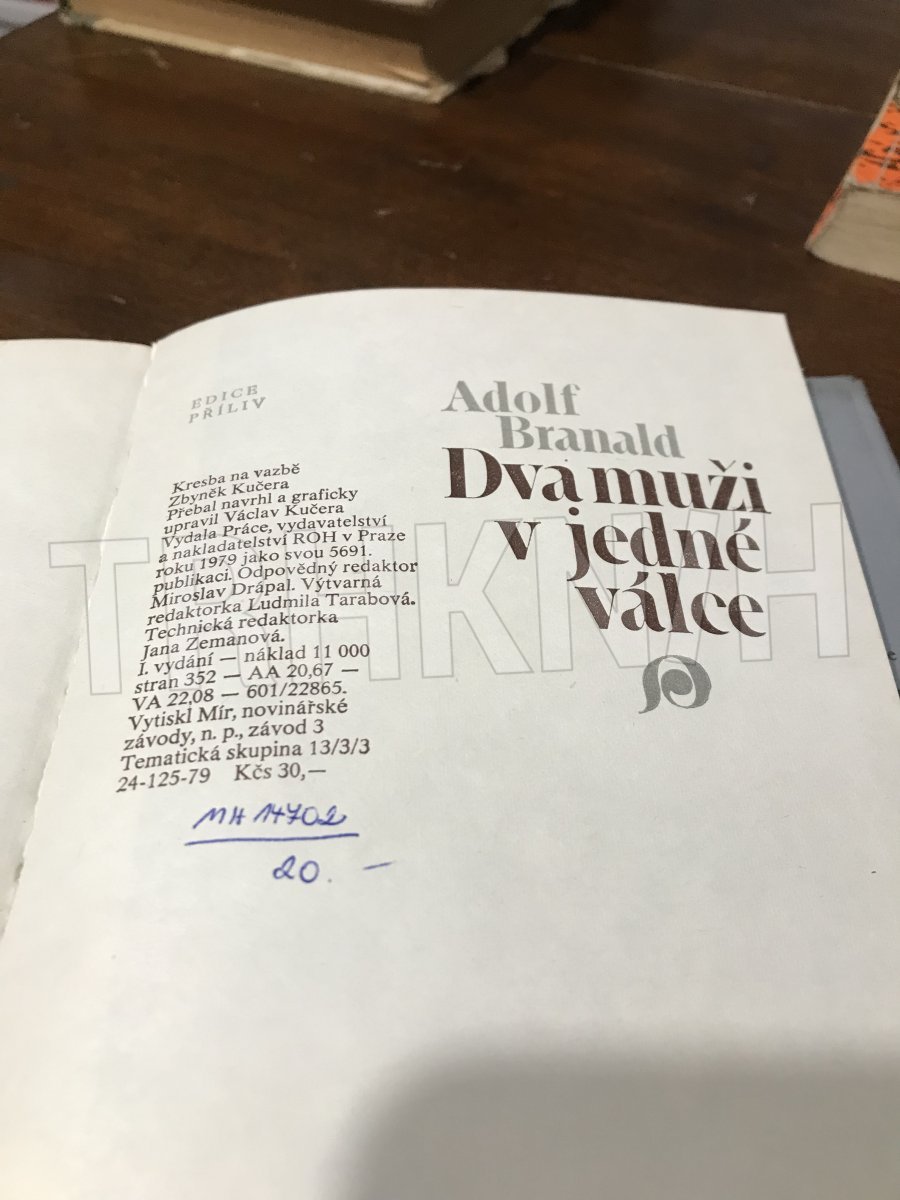 EDICE
PŘÍLIV
Kresba na vazbě
Zbyněk Kučera
Přebal navrhl a graficky
upravil Václav Kučera
Vydala Práce, vydavatelství
a nakladatelství ROH v Praze
roku 1979 jako svou 5691.
publikaci. Odpovědný redaktor
Miroslav Drápal. Výtvarná
redaktorka Ludmila Tarabová.
Technická redaktorka
Jana Zemanová.
I. vydání — náklad 11 000
stran 352 — AA 20,67 —
VA 22,08 — 601/22865.
Vytiskl Mír, novinářské
závody, n. p., závod 3
Tematická skupina 13/3/3
24-125-79 Kčs 30,—
MH 14702
20. —
Adolf
Branald
Dva muži
v jedné
válce